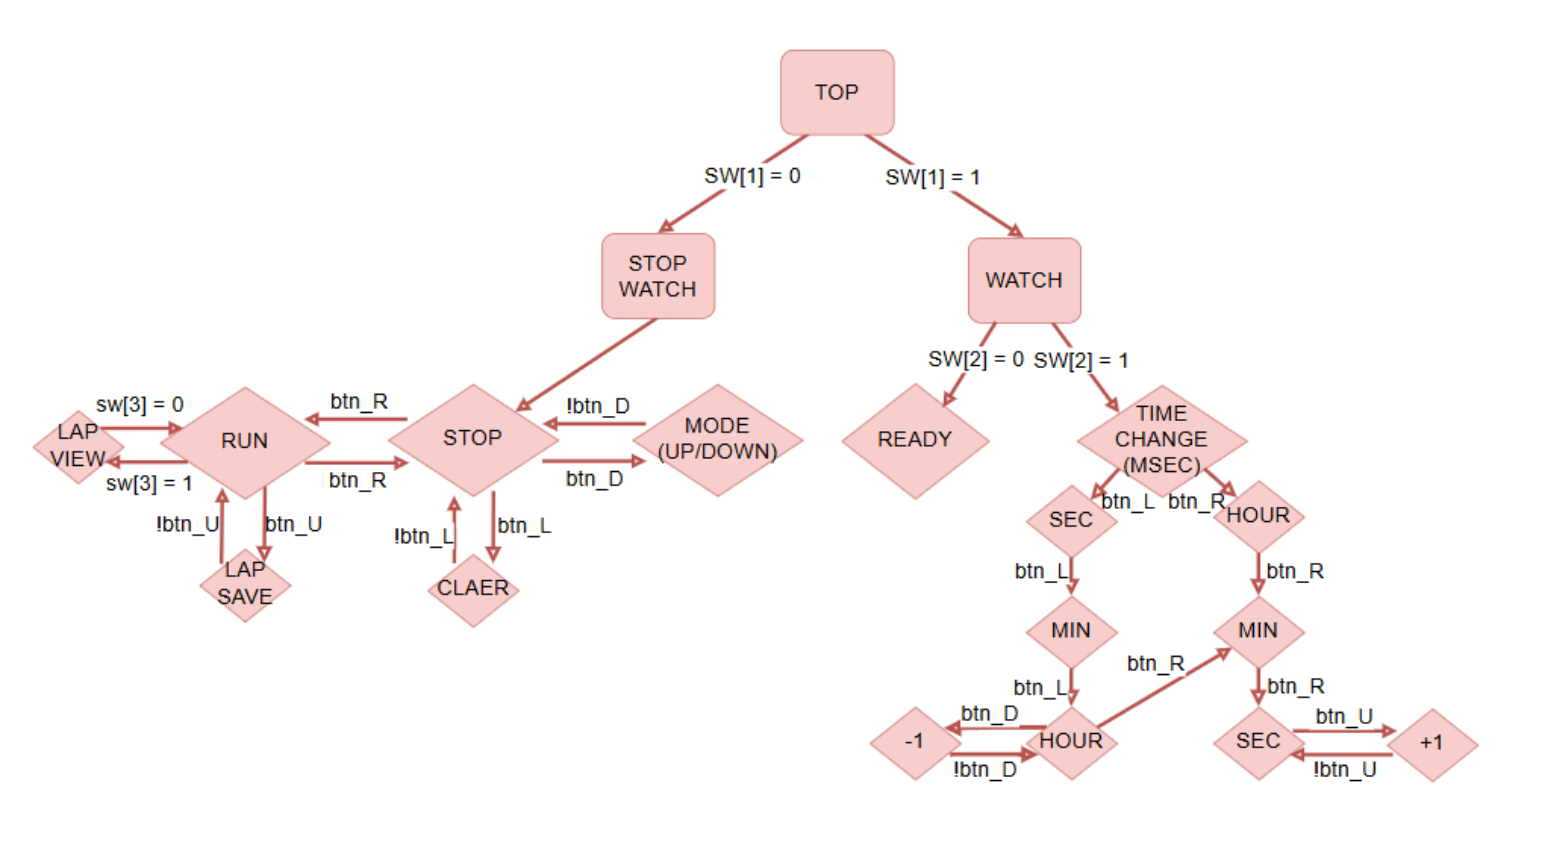 TOP
SW[1] = 0
SW[1] = 1
STOP
WATCH
WATCH
SW[2] = 0
SW[2] = 1
sw[3] = 0
LAP
VIEW
sw[3] = 1
RUN
btn_R
btn_R
STOP
!btn_D
btn_D
MODE
(UP/DOWN)
!btn_U
btn_U
LAP
SAVE
!btn_L
btn_L
CLAER
READY
TIME
CHANGE
(MSEC)
btn_L
btn_R
SEC
HOUR
btn_L
btn_R
MIN
MIN
btn_R
btn_L
btn_R
btn_D
-1
!btn_D
HOUR
SEC
btn_U
!btn_U
+1